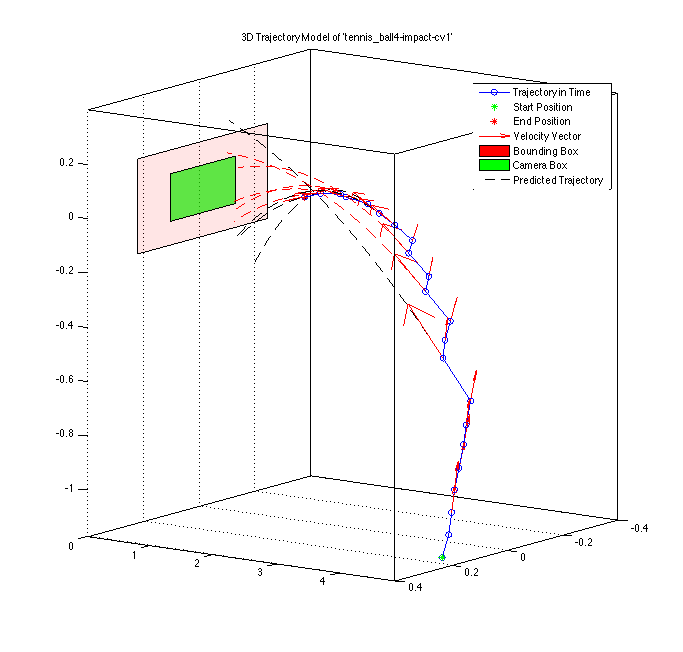 3D Trajectory Model of 'tennis_ball4-impact-cv1'
Trajectory in Time
Start Position
End Position
Velocity Vector
Bounding Box
Camera Box
Predicted Trajectory
0.2
0
-0.2
-0.4
-0.6
-0.8
-1
0
1
2
3
4
0.4
0.2
0
-0.2
-0.4